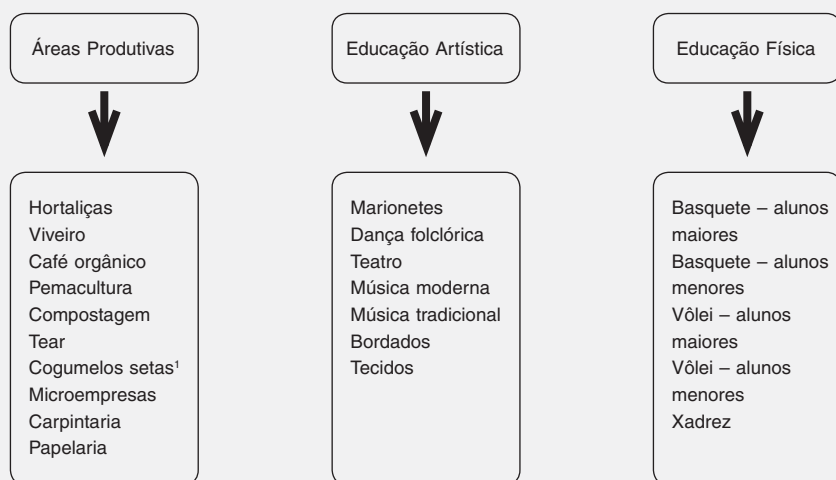 Áreas Produtivas
Hortaliças
Viveiro
Café orgânico
Pemacultura
Compostagem
Tear
Cogumelos setas¹
Microempresas
Carpintaria
Papelaria
Educação Artística
Marionetes
Dança folclórica
Teatro
Música moderna
Música tradicional
Bordados
Tecidos
Educação Física
Basquete – alunos
maiores
Basquete – alunos
menores
Vôlei – alunos
maiores
Vôlei – alunos
menores
Xadrez